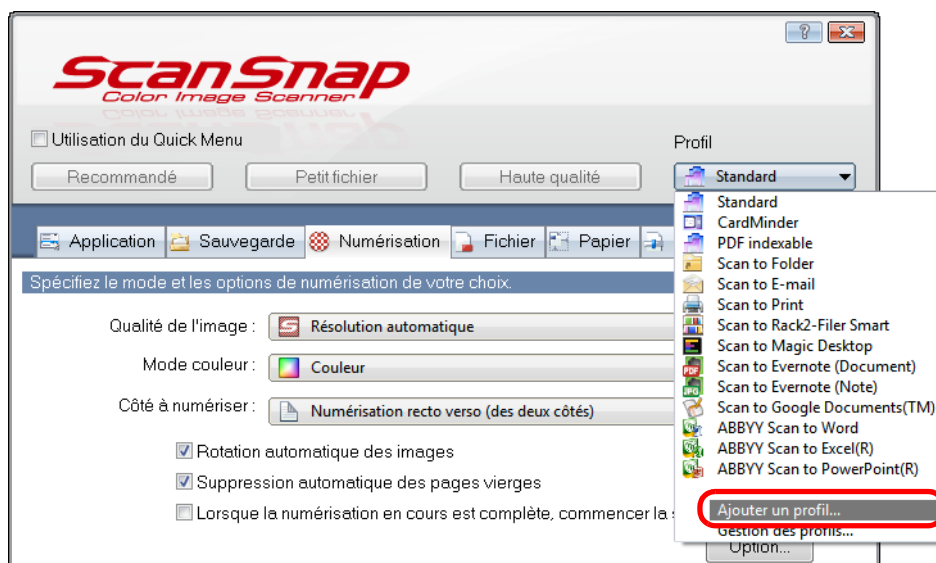 ScanSnap
Color Image Scanner
Utilisation du Quick Menu
Profil
Recommandé
Petit fichier
Haute qualité
Standard
Application
Sauvegarde
Numérisation
Fichier
Papier
Spécifiez le mode et les options de numérisation de votre choix.
Qualité de l'image :
Résolution automatique
Mode couleur :
Couleur
Côté à numériser :
Numérisation recto verso (des deux côtés)
Rotation automatique des images
Suppression automatique des pages vierges
Lorsque la numérisation en cours est complète, commencer la
Standard
CardMinder
PDF indexable
Scan to Folder
Scan to E-mail
Scan to Print
Scan to Rack2-Filer Smart
Scan to Magic Desktop
Scan to Evernote (Document)
Scan to Evernote (Note)
Scan to Google Documents(TM)
ABBYY Scan to Word
ABBYY Scan to Excel(R)
ABBYY Scan to PowerPoint(R)
Ajouter un profil...
Gestion des profils...
Option...